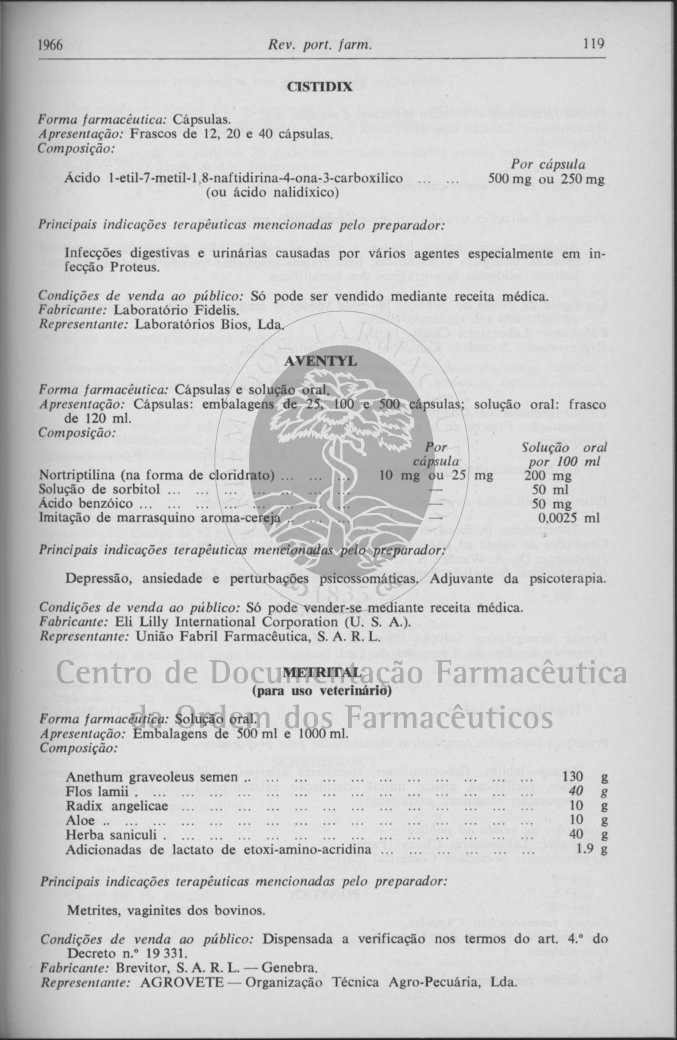 1966 Rev. port. farm. 119
CISTIDIX
Forma farmacêutica: Cápsulas.
Apresentação: Frascos de 12, 20 e 40 cápsulas.
Composição:
Por cápsula
Ácido 1-etil-7-metil-1,8-naftidirina-4-ona-3-carboxílico ... ... 500 mg ou 250 mg
(ou ácido nalidíxico)
Principais indicações terapêuticas mencionadas pelo preparador:
Infecções digestivas e urinárias causadas por vários agentes especialmente em in-
fecção Proteus.
Condições de venda ao público: Só pode ser vendido mediante receita médica.
Fabricante: Laboratório Fidelis.
Representante: Laboratórios Bios, Lda.
AVENTYL
Forma farmacêutica: Cápsulas e solução oral.
Apresentação: Cápsulas: embalagens de 25, 100 e 500 cápsulas; solução oral: frasco
de 120 ml.
Composição:
Por Solução oral
cápsula por 100 ml
Nortriptilina (na forma de cloridrato) ... ... ... 10 mg ou 25 mg 200 mg
Solução de sorbitol ... ... ... ... ... ... ... — 50 ml
Ácido benzóico ... ... ... ... ... ... ... ... — 50 mg
Imitação de marrasquino aroma-cereja .. ... ... — 0,0025 ml
Principais indicações terapêuticas mencionadas pelo preparador:
Depressão, ansiedade e perturbações psicossomáticas. Adjuvante da psicoterapia.
1835
Condições de venda ao público: Só pode vender-se mediante receita médica.
Fabricante: Eli Lilly International Corporation (U. S. A.).
Representante: União Fabril Farmacêutica, S. A. R. L.
METRITAL
Centro de Documentação Farmacêutica
(para uso veterinário)
da Ordem dos Farmacêuticos
Forma farmacêutica: Solução oral.
Apresentação: Embalagens de 500 ml e 1000 ml.
Composição:
Anethum graveoleus semen .. ... ... ... ... ... ... ... ... 130 g
Flos lamii . ... ... ... ... ... ... ... ... ... ... ... ... 40 g
Radix angelicae ... ... ... ... ... ... ... ... ... ... ... 10 g
Aloe .. ... ... ... ... ... ... ... ... ... ... ... ... ... 10 g
Herba saniculi . ... ... ... ... ... ... ... ... ... ... ... 40 g
Adicionadas de lactato de etoxi-amino-acridina ... ... ... ... ... ... 1.9 g
Principais indicações terapêuticas mencionadas pelo preparador:
Metrites, vaginites dos bovinos.
Condições de venda ao público: Dispensada a verificação nos termos do art. 4.º do
Decreto n.º 19 331.
Fabricante: Brevitor, S. A. R. L. — Genebra.
Representante: AGROVETE — Organização Técnica Agro-Pecuária, Lda.